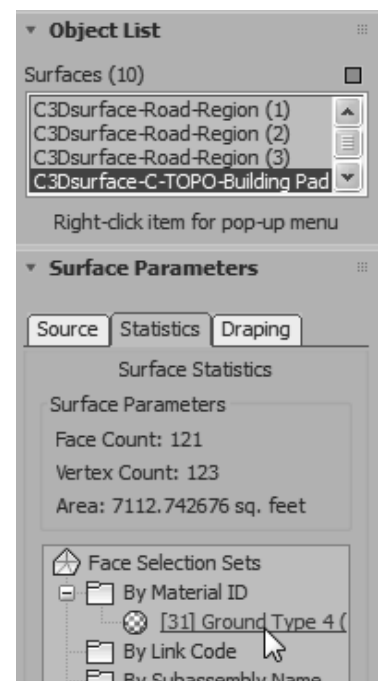 Object List
Surfaces (10)
C3Dsurface-Road-Region (1)
C3Dsurface-Road-Region (2)
C3Dsurface-Road-Region (3)
C3Dsurface-C-TOPO-Building Pad
Right-click item for pop-up menu
Surface Parameters
Source Statistics Draping
Surface Statistics
Surface Parameters
Face Count: 121
Vertex Count: 123
Area: 7112.742676 sq. feet
Face Selection Sets
By Material ID
[31] Ground Type 4 (
By Link Code
By Subassembly Name